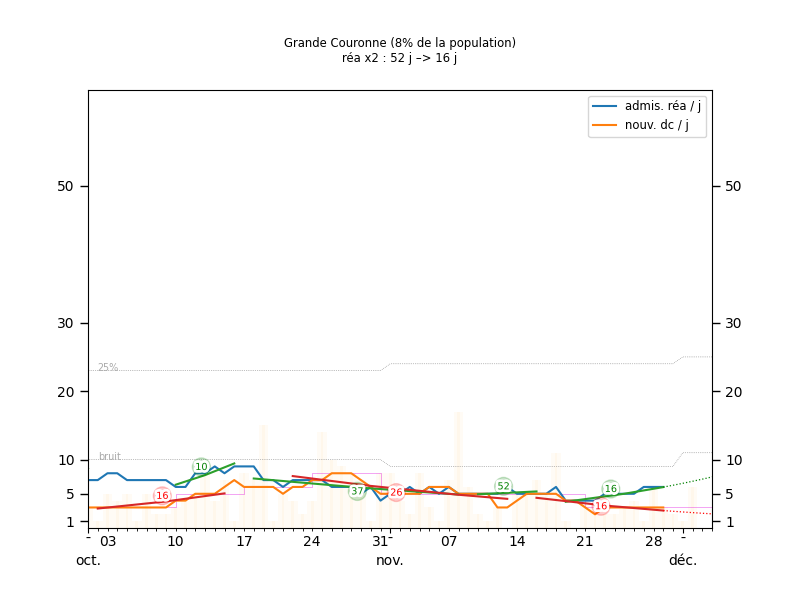 Grande Couronne (8% de la population)
réa x2 : 52 j –> 16 j
admis. réa / j
nouv. dc / j
50 50
30 30
25%
20 20
bruit
10 10
10
16
37
26
52
16
16
5 5
1 1
- 03 10 17 24 31 - 07 14 21 28 -
oct. nov. déc.